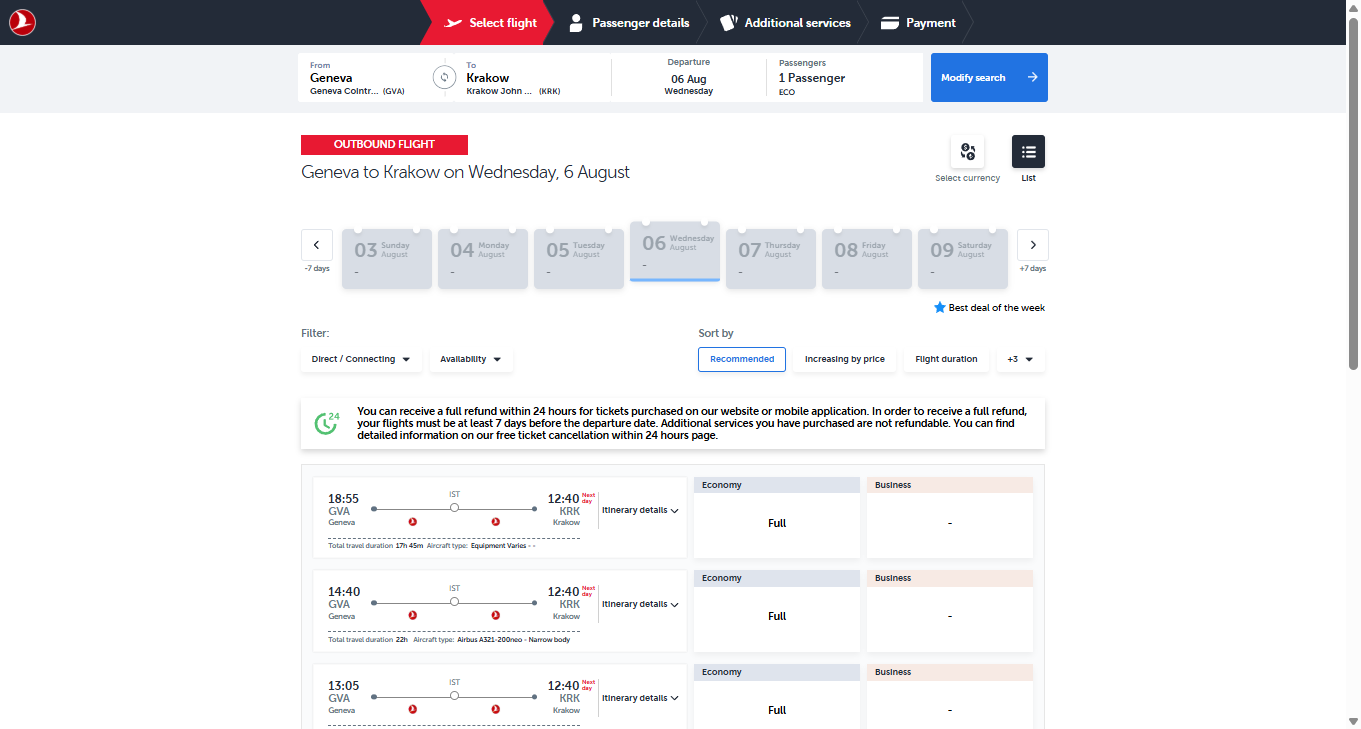 Select flight
Passenger details
Additional services
Payment
From
Geneva
Geneva Cointr... (GVA)
To
Krakow
Krakow John ... (KRK)
Departure
06 Aug
Wednesday
Passengers
1 Passenger
ECO
Modify search
OUTBOUND FLIGHT
Geneva to Krakow on Wednesday, 6 August
Select currency
List
-7 days
03 Sunday August
-
04 Monday August
-
05 Tuesday August
-
06 Wednesday August
-
07 Thursday August
-
08 Friday August
-
09 Saturday August
-
+7 days
Best deal of the week
Filter:
Direct / Connecting
Availability
Sort by
Recommended
Increasing by price
Flight duration
+3
24
You can receive a full refund within 24 hours for tickets purchased on our website or mobile application. In order to receive a full refund,
your flights must be at least 7 days before the departure date. Additional services you have purchased are not refundable. You can find
detailed information on our free ticket cancellation within 24 hours page.
18:55
GVA
Geneva
IST
12:40 Next day
KRK
Krakow
Itinerary details
Total travel duration 17h 45m Aircraft type: Equipment Varies - -
Economy
Full
Business
-
14:40
GVA
Geneva
IST
12:40 Next day
KRK
Krakow
Itinerary details
Total travel duration 22h Aircraft type: Airbus A321-200neo - Narrow body
Economy
Full
Business
-
13:05
GVA
Geneva
IST
12:40 Next day
KRK
Krakow
Itinerary details
Economy
Full
Business
-